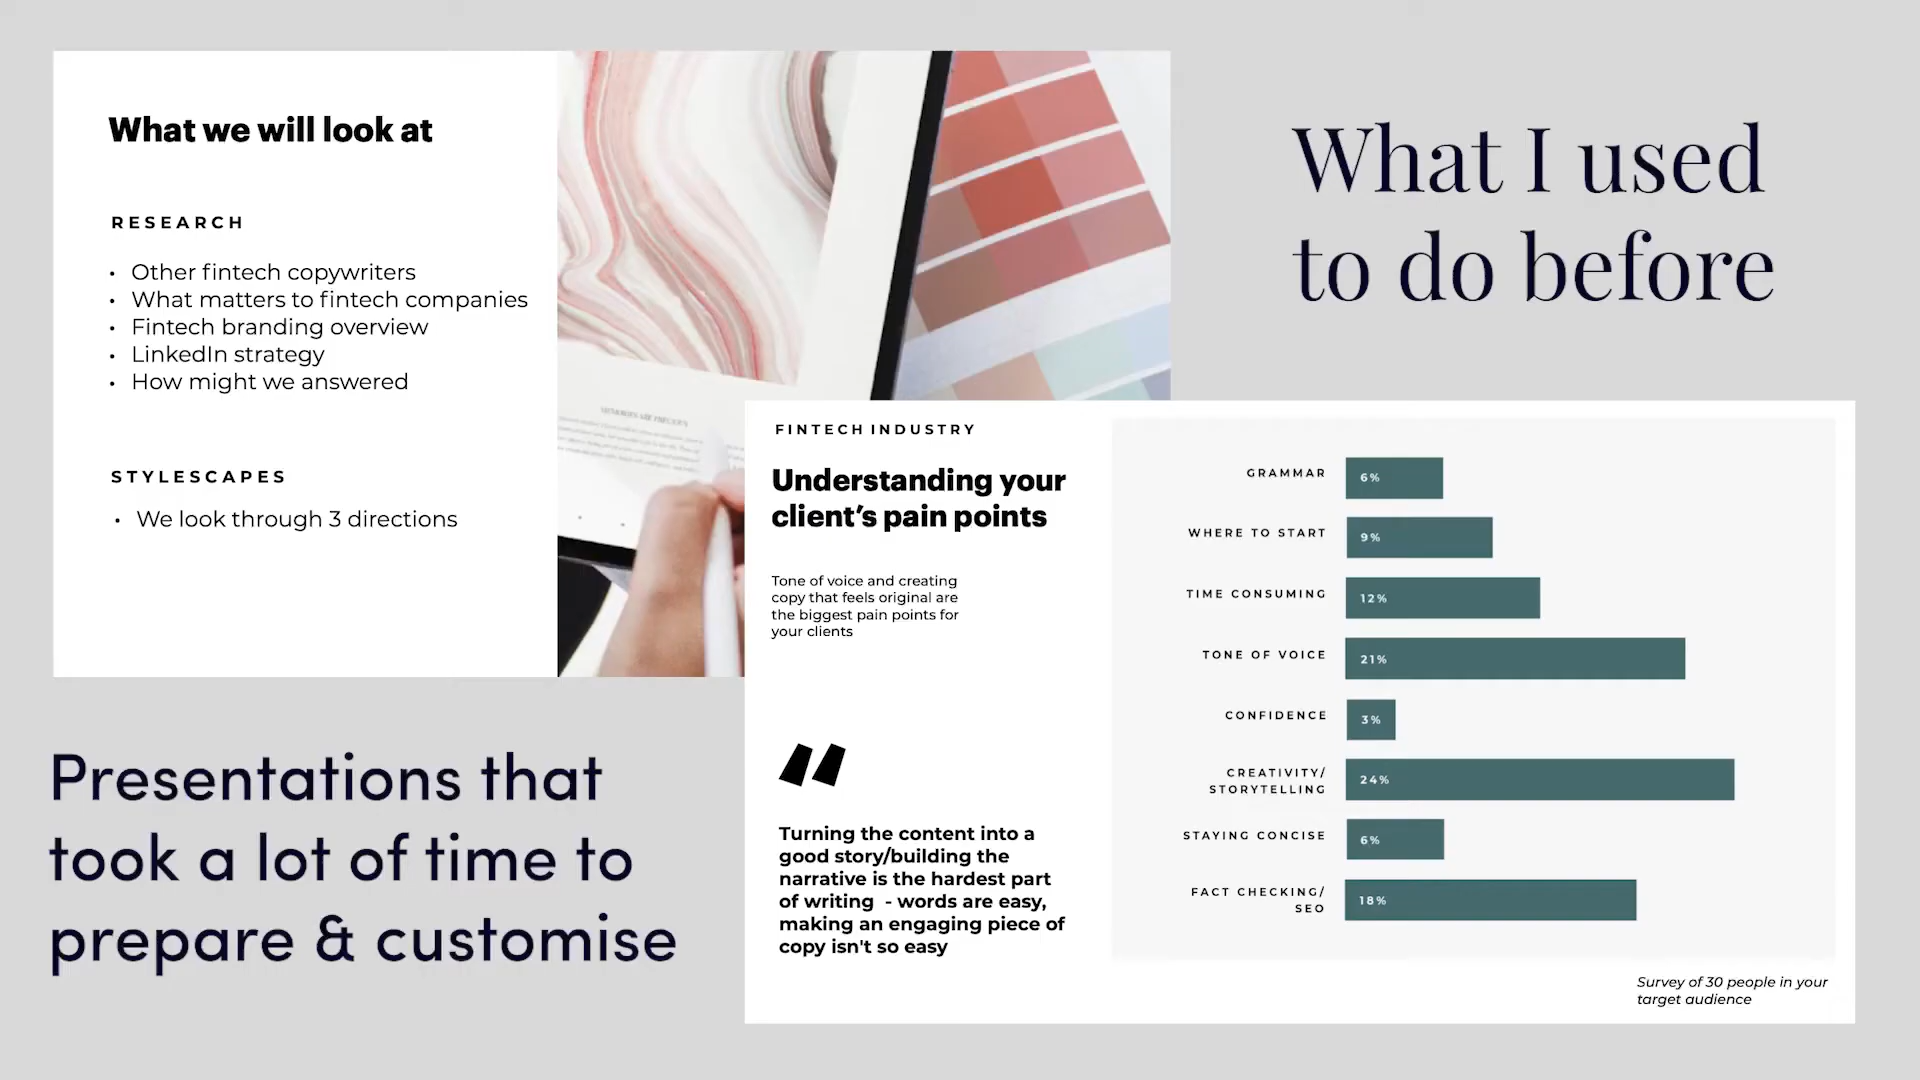 What we will look at
RESEARCH
• Other fintech copywriters
• What matters to fintech companies
• Fintech branding overview
• LinkedIn strategy
• How might we answered
STYLESCAPES
• We look through 3 directions
What I used
to do before
FINTECH INDUSTRY
Understanding your
client’s pain points
Tone of voice and creating
copy that feels original are
the biggest pain points for
your clients
“
Turning the content into a
good story/building the
narrative is the hardest part
of writing - words are easy,
making an engaging piece of
copy isn't so easy
GRAMMAR 6%
WHERE TO START 9%
TIME CONSUMING 12%
TONE OF VOICE 21%
CONFIDENCE 3%
CREATIVITY/
STORYTELLING 24%
STAYING CONCISE 6%
FACT CHECKING/
SEO 18%
Survey of 30 people in your
target audience
Presentations that
took a lot of time to
prepare & customise